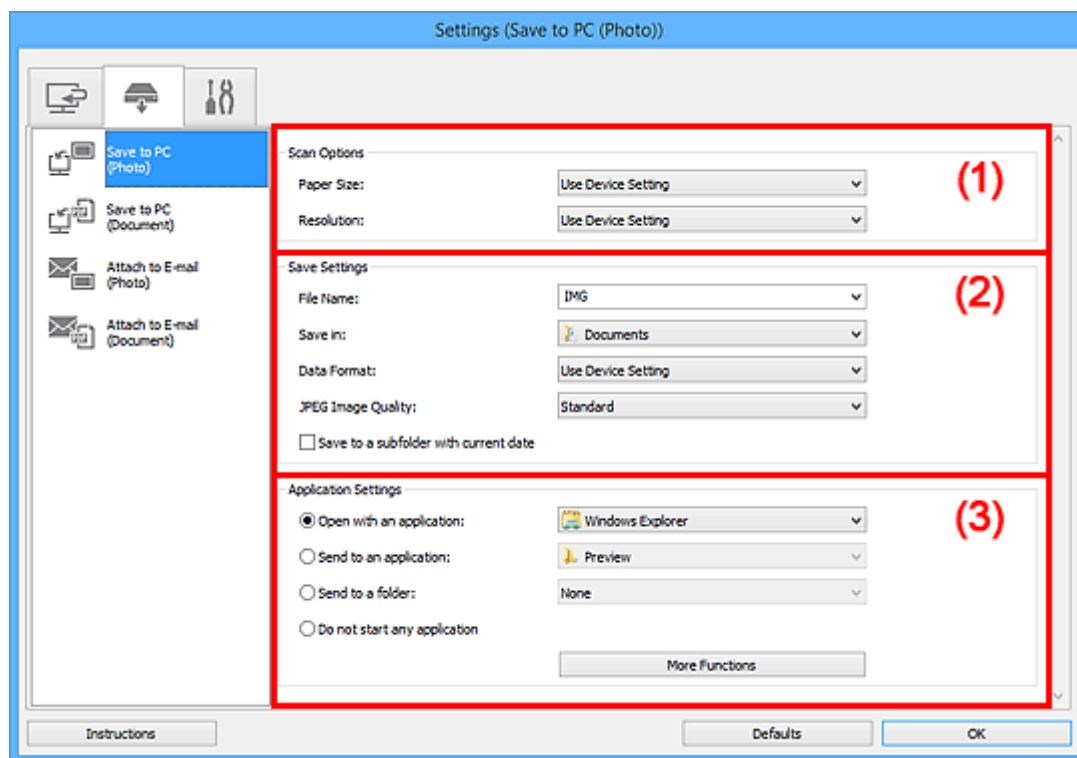 Settings (Save to PC (Photo))
Save to PC
(Photo)
Save to PC
(Document)
Attach to E-mail
(Photo)
Attach to E-mail
(Document)
Scan Options
(1)
Paper Size: Use Device Setting
Resolution: Use Device Setting
Save Settings
(2)
File Name: IMG
Save in: Documents
Data Format: Use Device Setting
JPEG Image Quality: Standard
Save to a subfolder with current date
Application Settings
(3)
Open with an application: Windows Explorer
Send to an application: Preview
Send to a folder: None
Do not start any application
More Functions
Instructions Defaults OK